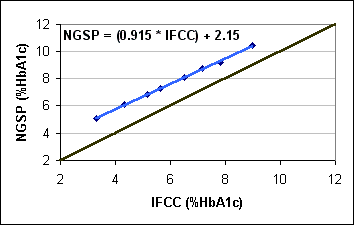 NGSP = (0.915 * IFCC) + 2.15
12
10
8
6
4
2
NGSP (%HbA1c)
2 4 6 8 10 12
IFCC (%HbA1c)